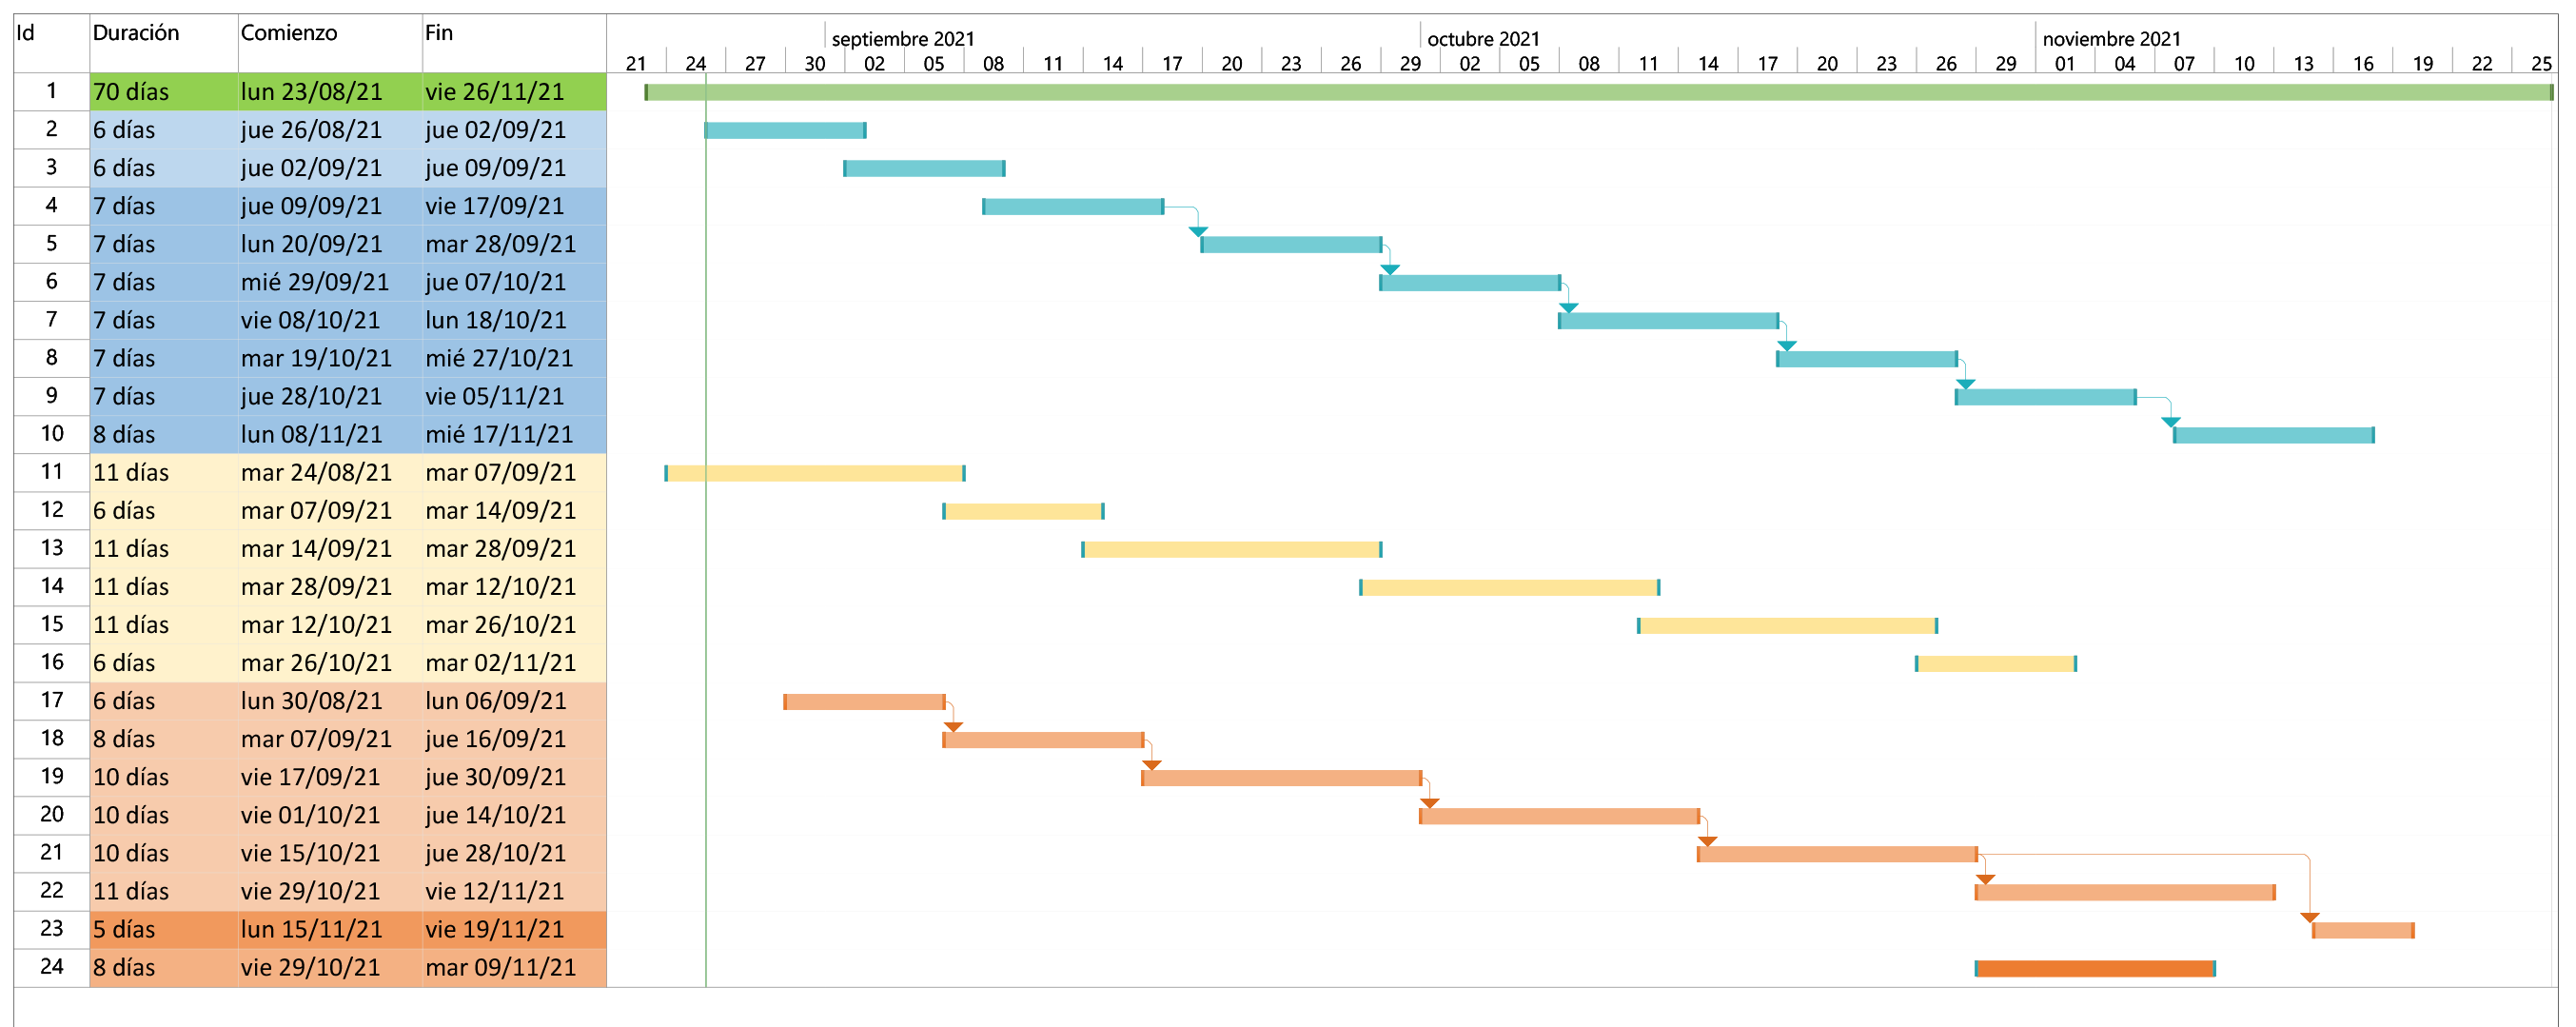 Id Duración Comienzo Fin
septiembre 2021 octubre 2021 noviembre 2021
21 24 27 30 02 05 08 11 14 17 20 23 26 29 02 05 08 11 14 17 20 23 26 29 01 04 07 10 13 16 19 22 25
1 70 días lun 23/08/21 vie 26/11/21
2 6 días jue 26/08/21 jue 02/09/21
3 6 días jue 02/09/21 jue 09/09/21
4 7 días jue 09/09/21 vie 17/09/21
5 7 días lun 20/09/21 mar 28/09/21
6 7 días mié 29/09/21 jue 07/10/21
7 7 días vie 08/10/21 lun 18/10/21
8 7 días mar 19/10/21 mié 27/10/21
9 7 días jue 28/10/21 vie 05/11/21
10 8 días lun 08/11/21 mié 17/11/21
11 11 días mar 24/08/21 mar 07/09/21
12 6 días mar 07/09/21 mar 14/09/21
13 11 días mar 14/09/21 mar 28/09/21
14 11 días mar 28/09/21 mar 12/10/21
15 11 días mar 12/10/21 mar 26/10/21
16 6 días mar 26/10/21 mar 02/11/21
17 6 días lun 30/08/21 lun 06/09/21
18 8 días mar 07/09/21 jue 16/09/21
19 10 días vie 17/09/21 jue 30/09/21
20 10 días vie 01/10/21 jue 14/10/21
21 10 días vie 15/10/21 jue 28/10/21
22 11 días vie 29/10/21 vie 12/11/21
23 5 días lun 15/11/21 vie 19/11/21
24 8 días vie 29/10/21 mar 09/11/21